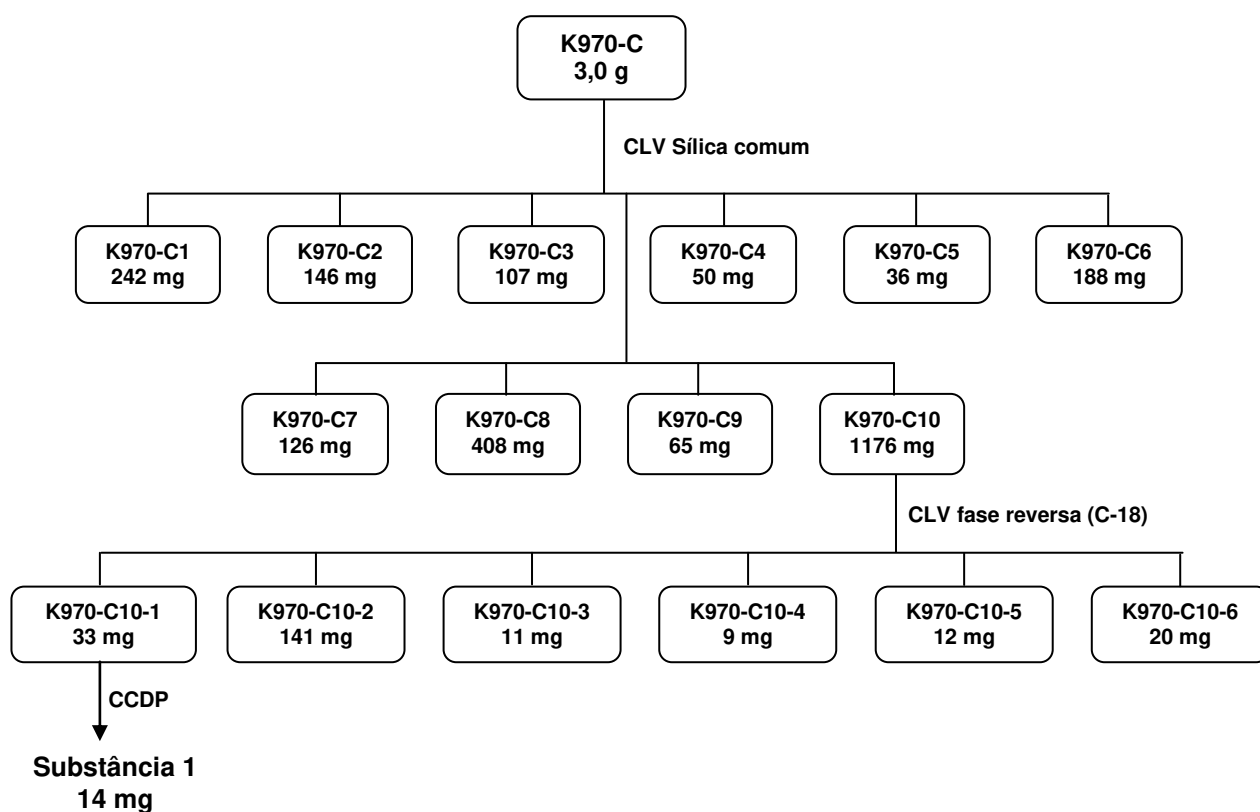 K970-C
3,0 g
CLV Sílica comum
K970-C1
242 mg
K970-C2
146 mg
K970-C3
107 mg
K970-C4
50 mg
K970-C5
36 mg
K970-C6
188 mg
K970-C7
126 mg
K970-C8
408 mg
K970-C9
65 mg
K970-C10
1176 mg
CLV fase reversa (C-18)
K970-C10-1
33 mg
K970-C10-2
141 mg
K970-C10-3
11 mg
K970-C10-4
9 mg
K970-C10-5
12 mg
K970-C10-6
20 mg
CCDP
Substância 1
14 mg